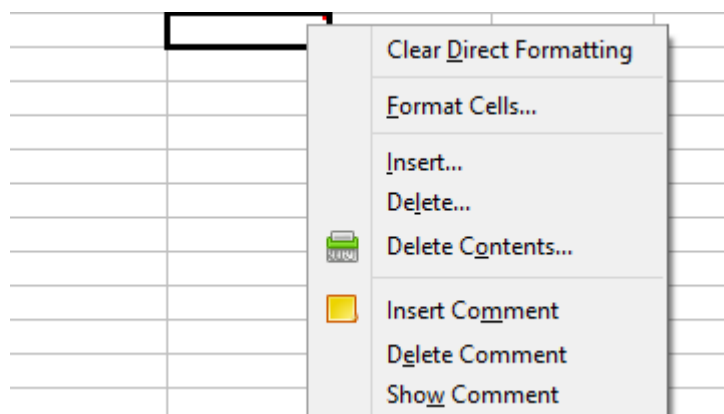 Clear Direct Formatting
Format Cells...
Insert...
Delete...
Delete Contents...
Insert Comment
Delete Comment
Show Comment